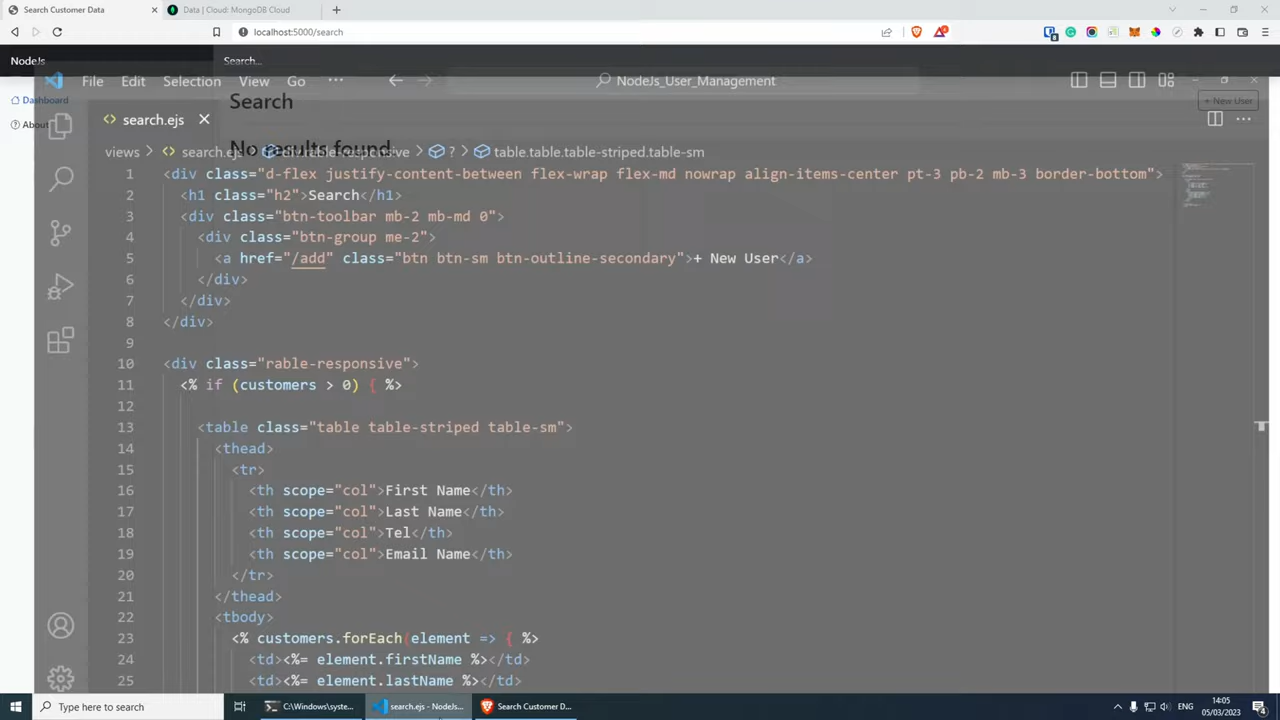 Search Customer Data
Data | Cloud: MongoDB Cloud
localhost:5000/search
8
NodeJs
Search...
File Edit Selection View Go ...
NodeJs_User_Management
Dashboard
About
Search
+ New User
search.ejs
No results found.
views > search.ejs > ? > table.table.table-striped.table-sm
1 <div class="d-flex justify-content-between flex-wrap flex-md nowrap align-items-center pt-3 pb-2 mb-3 border-bottom">
2 <h1 class="h2">Search</h1>
3 <div class="btn-toolbar mb-2 mb-md 0">
4 <div class="btn-group me-2">
5 <a href="/add" class="btn btn-sm btn-outline-secondary">+ New User</a>
6 </div>
7 </div>
8 </div>
9
10 <div class="rable-responsive">
11 <% if (customers > 0) { %>
12
13 <table class="table table-striped table-sm">
14 <thead>
15 <tr>
16 <th scope="col">First Name</th>
17 <th scope="col">Last Name</th>
18 <th scope="col">Tel</th>
19 <th scope="col">Email Name</th>
20 </tr>
21 </thead>
22 <tbody>
23 <% customers.forEach(element => { %>
24 <td><%= element.firstName %></td>
25 <td><%= element.lastName %></td>
Type here to search
C:\Windows\syste...
search.ejs - NodeJs...
Search Customer D...
ENG
14:05
05/03/2023
4